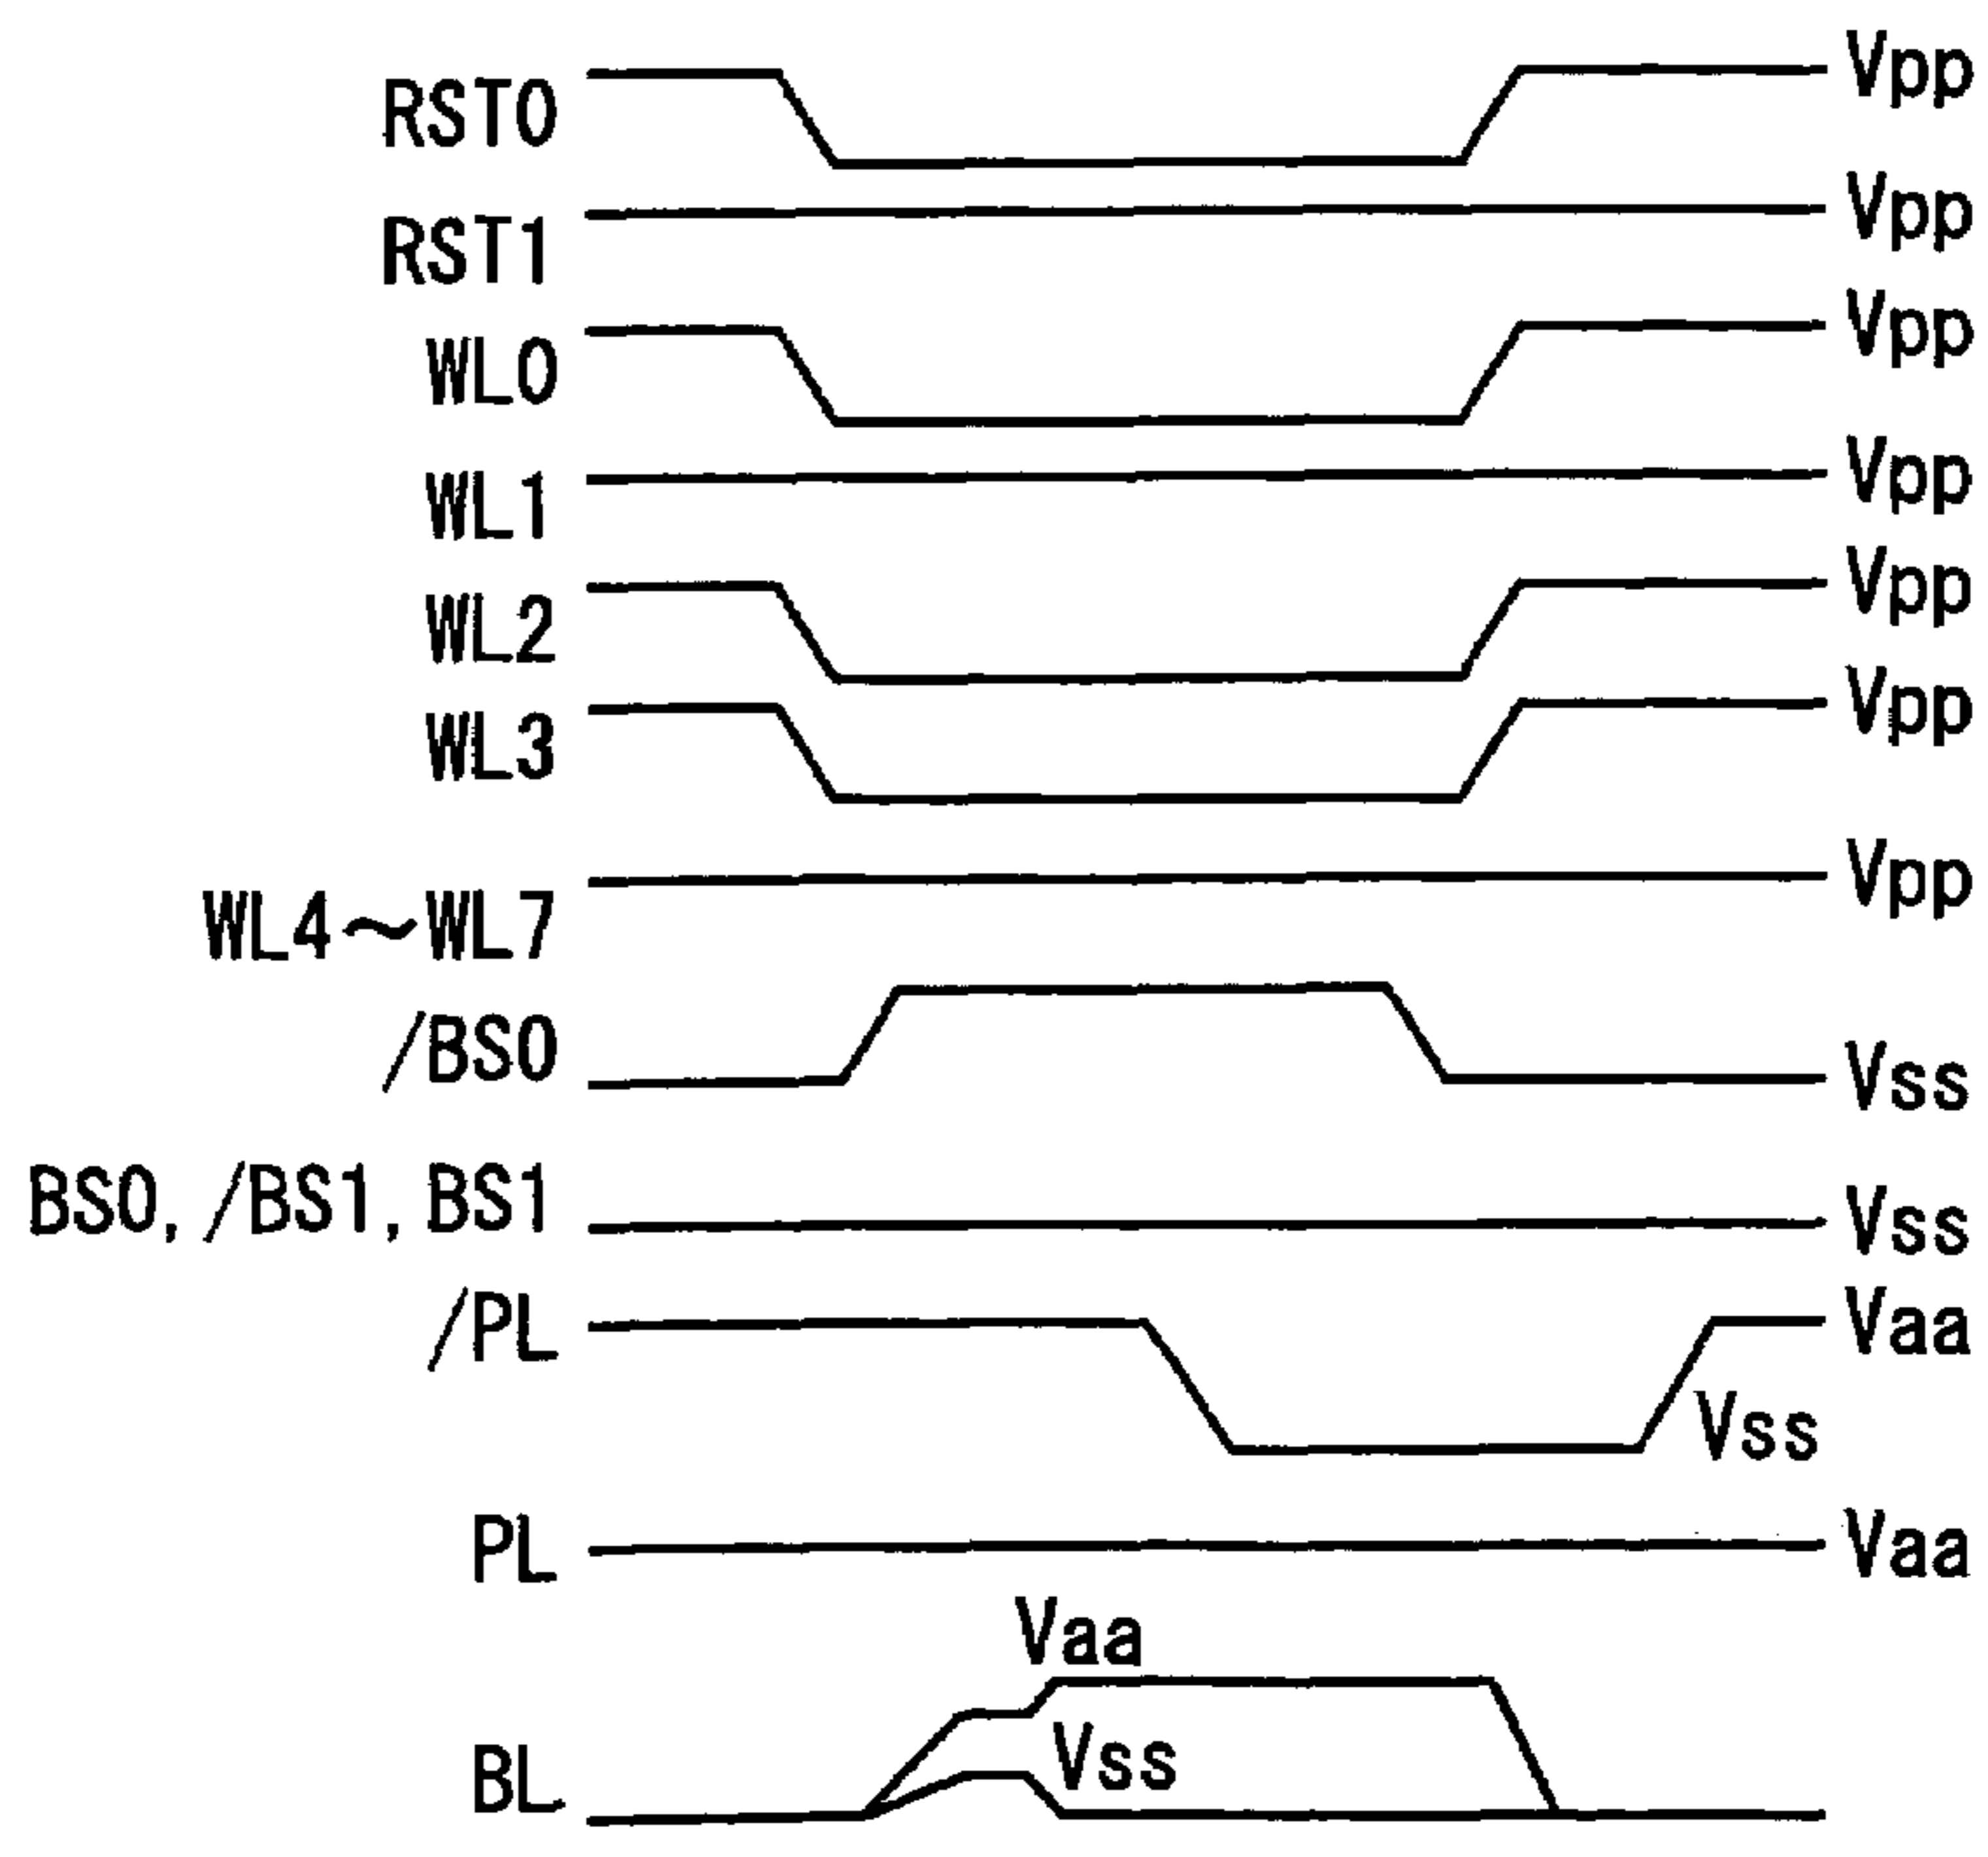 RST0 Vpp
RST1 Vpp
WL0 Vpp
WL1 Vpp
WL2 Vpp
WL3 Vpp
WL4～WL7 Vpp
/BS0 Vss
BS0, /BS1, BS1 Vss
/PL Vaa
Vss
PL Vaa
Vaa
Vss
BL